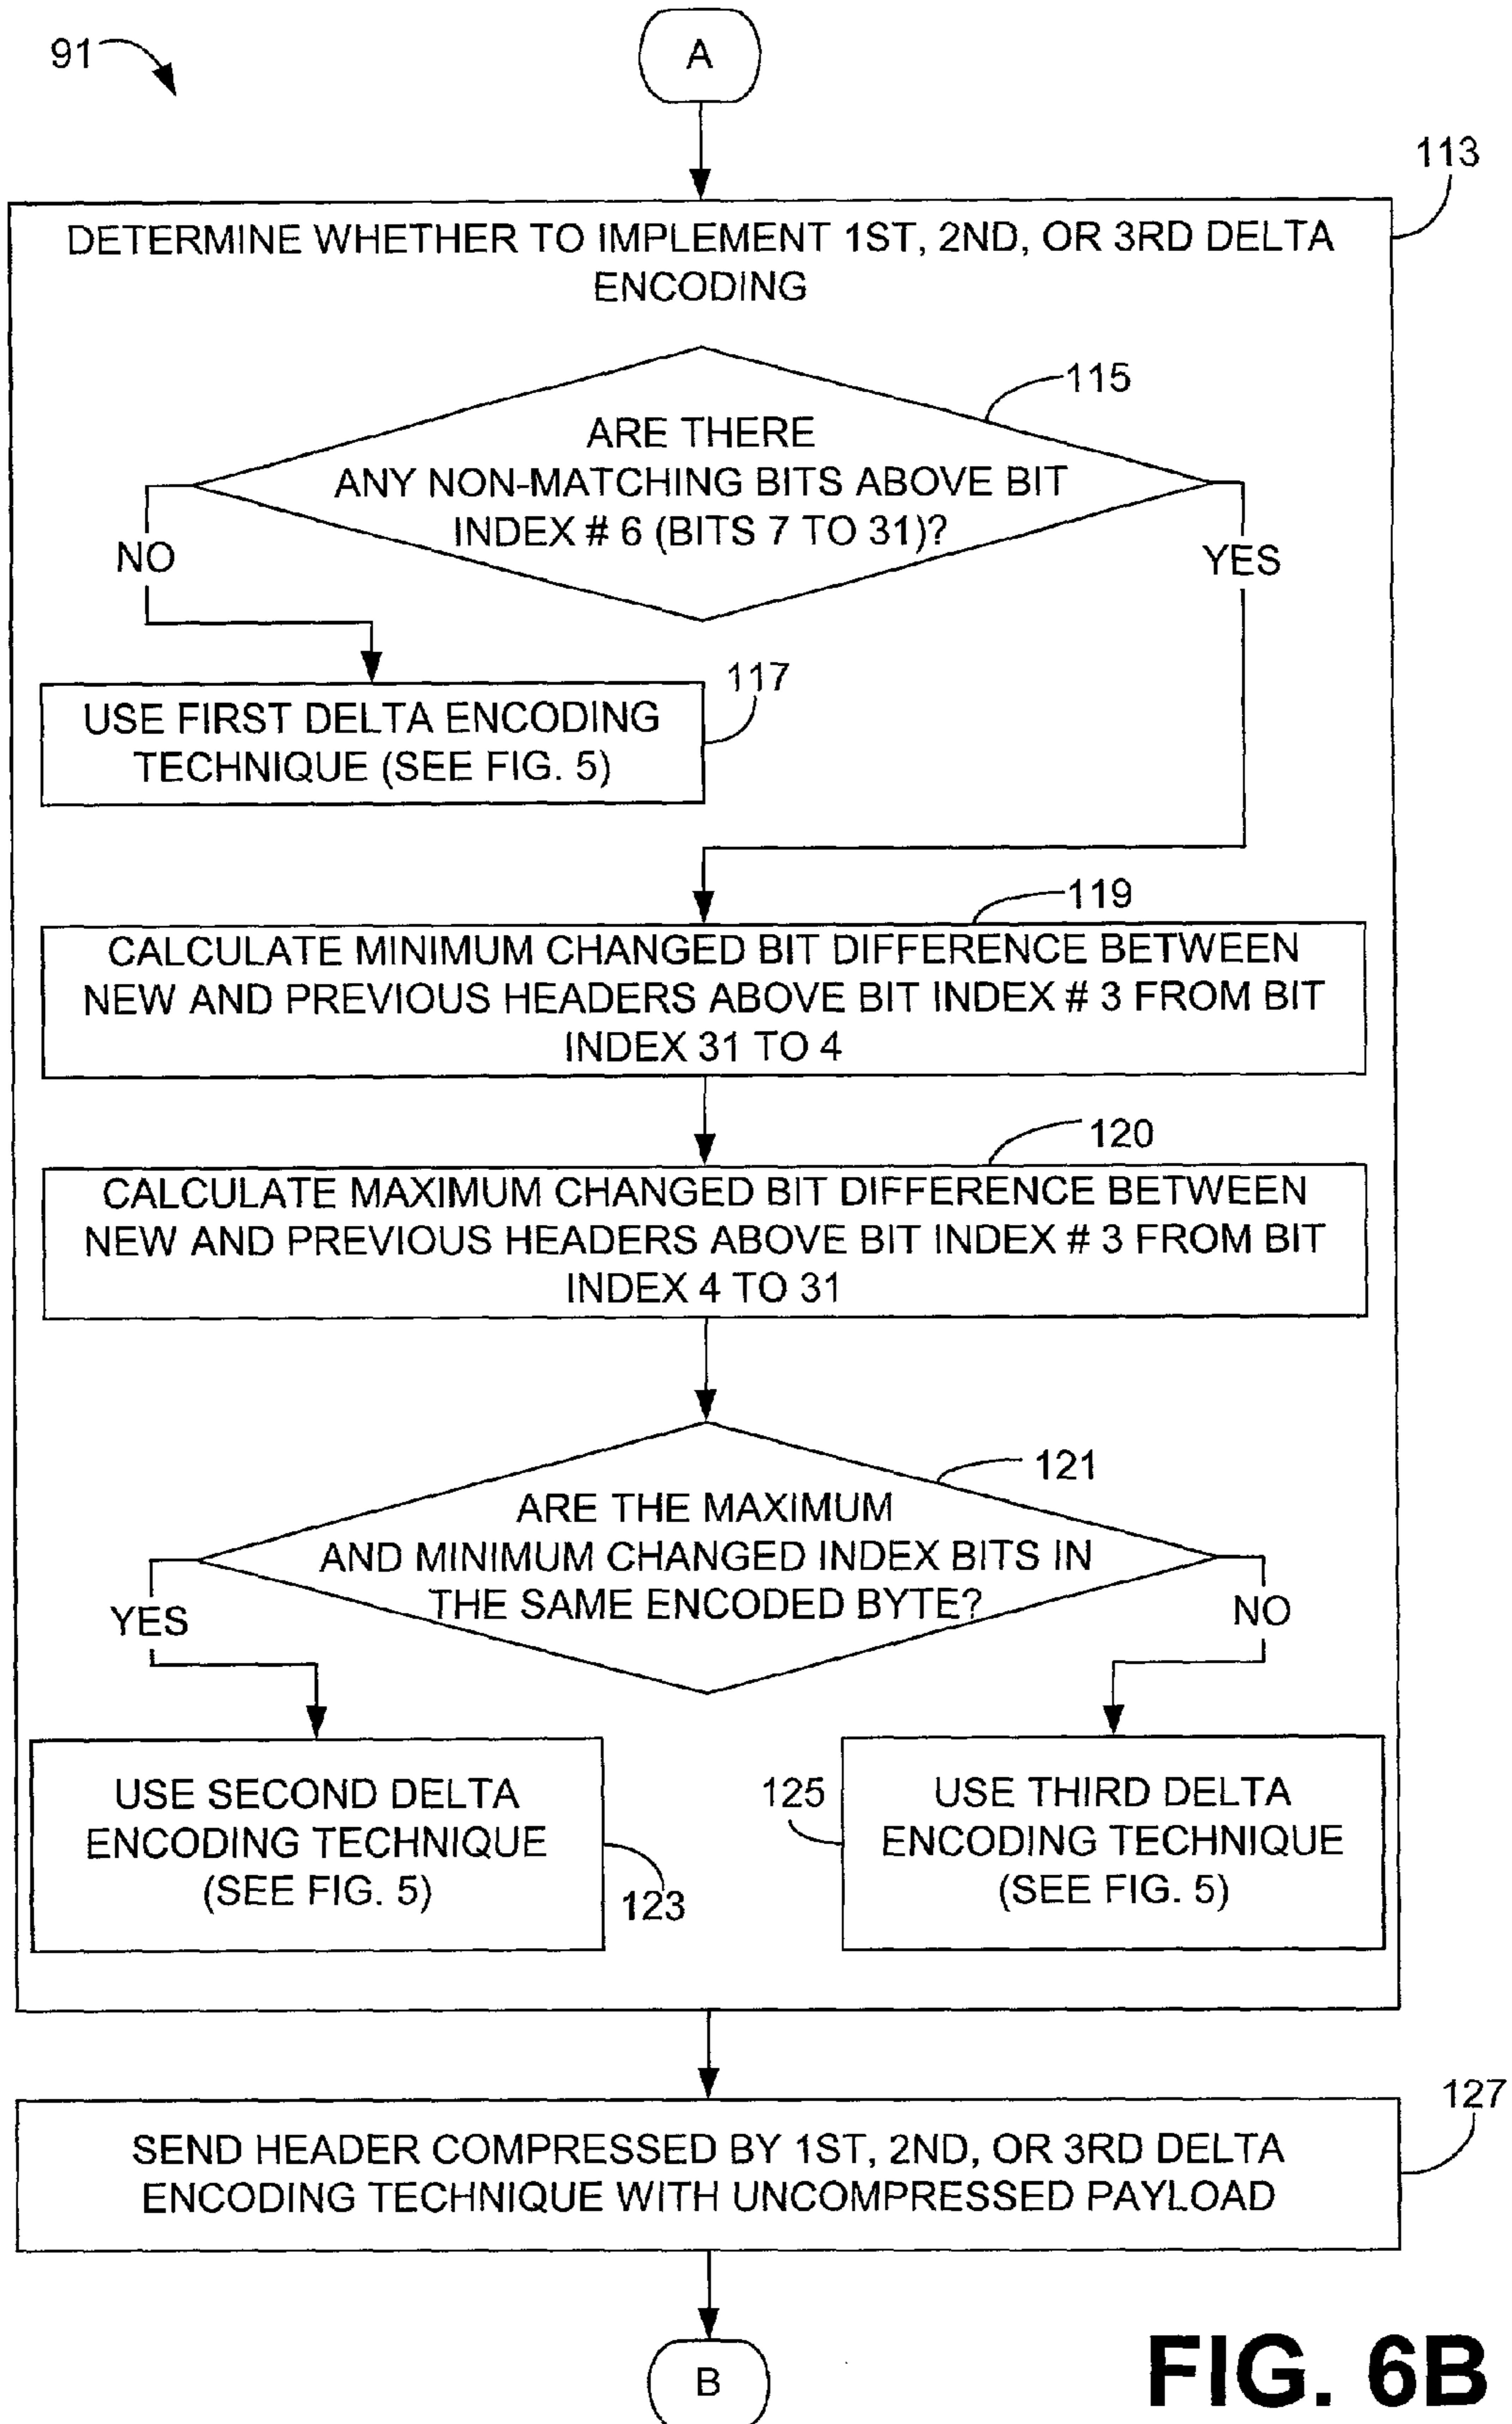 91
A
113
DETERMINE WHETHER TO IMPLEMENT 1ST, 2ND, OR 3RD DELTA
ENCODING
115
ARE THERE
ANY NON-MATCHING BITS ABOVE BIT
INDEX # 6 (BITS 7 TO 31)?
NO
YES
117
USE FIRST DELTA ENCODING
TECHNIQUE (SEE FIG. 5)
119
CALCULATE MINIMUM CHANGED BIT DIFFERENCE BETWEEN
NEW AND PREVIOUS HEADERS ABOVE BIT INDEX # 3 FROM BIT
INDEX 31 TO 4
120
CALCULATE MAXIMUM CHANGED BIT DIFFERENCE BETWEEN
NEW AND PREVIOUS HEADERS ABOVE BIT INDEX # 3 FROM BIT
INDEX 4 TO 31
121
ARE THE MAXIMUM
AND MINIMUM CHANGED INDEX BITS IN
THE SAME ENCODED BYTE?
YES
NO
USE SECOND DELTA
ENCODING TECHNIQUE
(SEE FIG. 5)
123
125
USE THIRD DELTA
ENCODING TECHNIQUE
(SEE FIG. 5)
127
SEND HEADER COMPRESSED BY 1ST, 2ND, OR 3RD DELTA
ENCODING TECHNIQUE WITH UNCOMPRESSED PAYLOAD
B
FIG. 6B